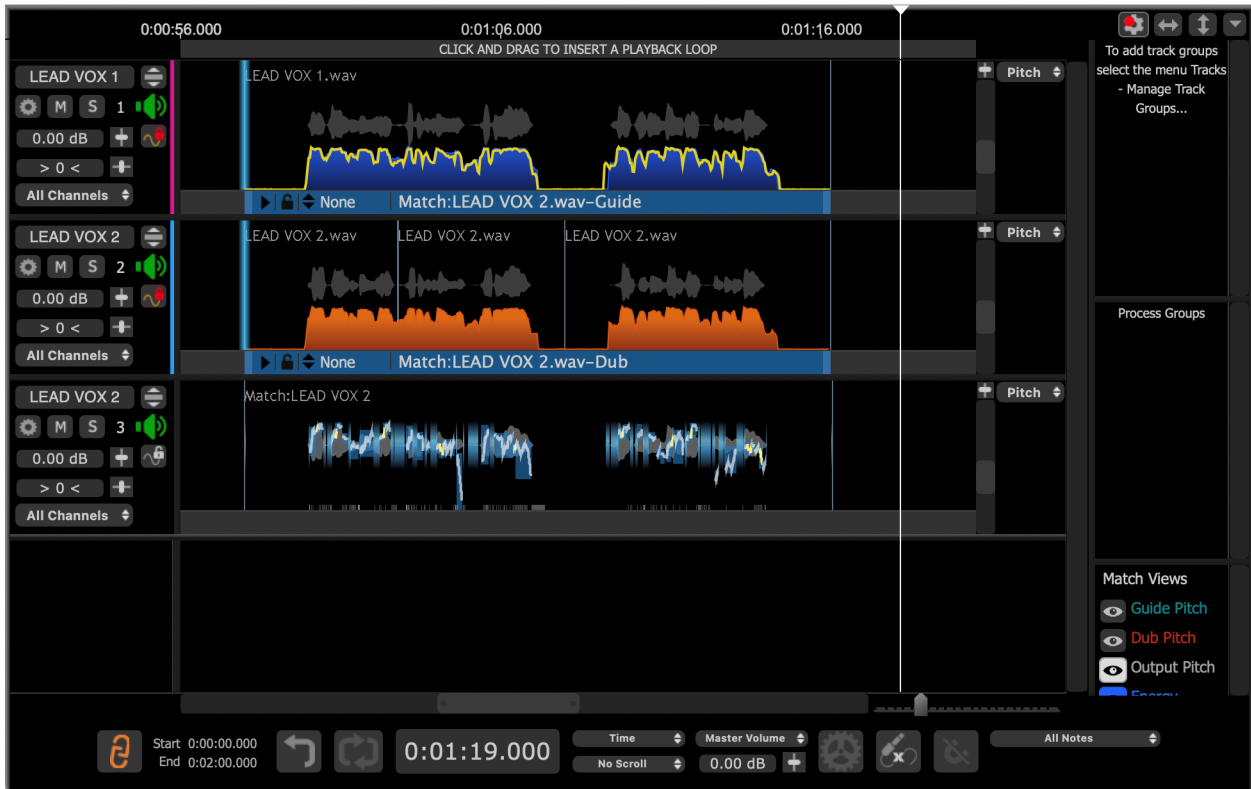 0:00:56.000
0:01:06.000
0:01:16.000
CLICK AND DRAG TO INSERT A PLAYBACK LOOP
To add track groups
select the menu Tracks
- Manage Track
Groups...
LEAD VOX 1
M S 1
0.00 dB
> 0 <
All Channels
LEAD VOX 1.wav
None
Match:LEAD VOX 2.wav-Guide
Pitch
LEAD VOX 2
M S 2
0.00 dB
> 0 <
All Channels
LEAD VOX 2.wav
LEAD VOX 2.wav
LEAD VOX 2.wav
None
Match:LEAD VOX 2.wav-Dub
Pitch
Process Groups
LEAD VOX 2
M S 3
0.00 dB
> 0 <
All Channels
Match:LEAD VOX 2
Pitch
Match Views
Guide Pitch
Dub Pitch
Output Pitch
Energy
Start 0:00:00.000
End 0:02:00.000
0:01:19.000
Time
No Scroll
Master Volume
0.00 dB
All Notes